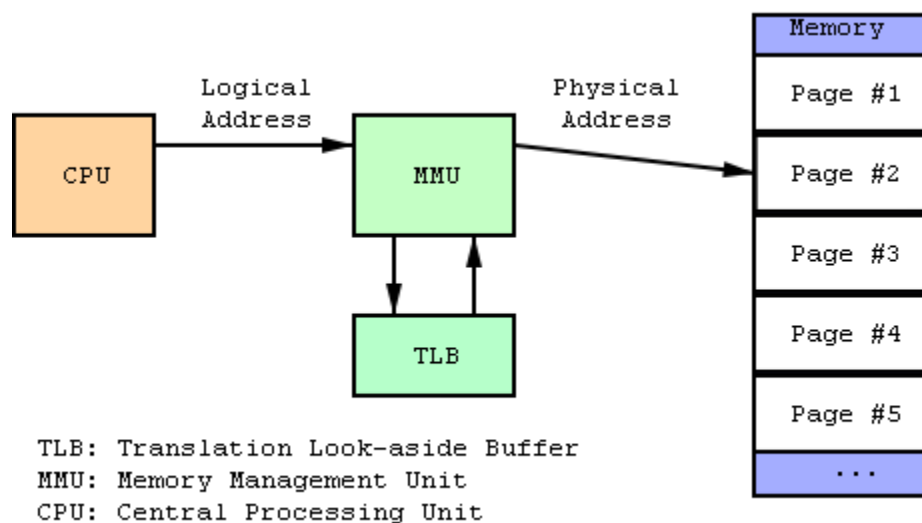 Memory
Logical
Address
Physical
Address
CPU
MMU
TLB
Page #1
Page #2
Page #3
Page #4
Page #5
...
TLB: Translation Look-aside Buffer
MMU: Memory Management Unit
CPU: Central Processing Unit